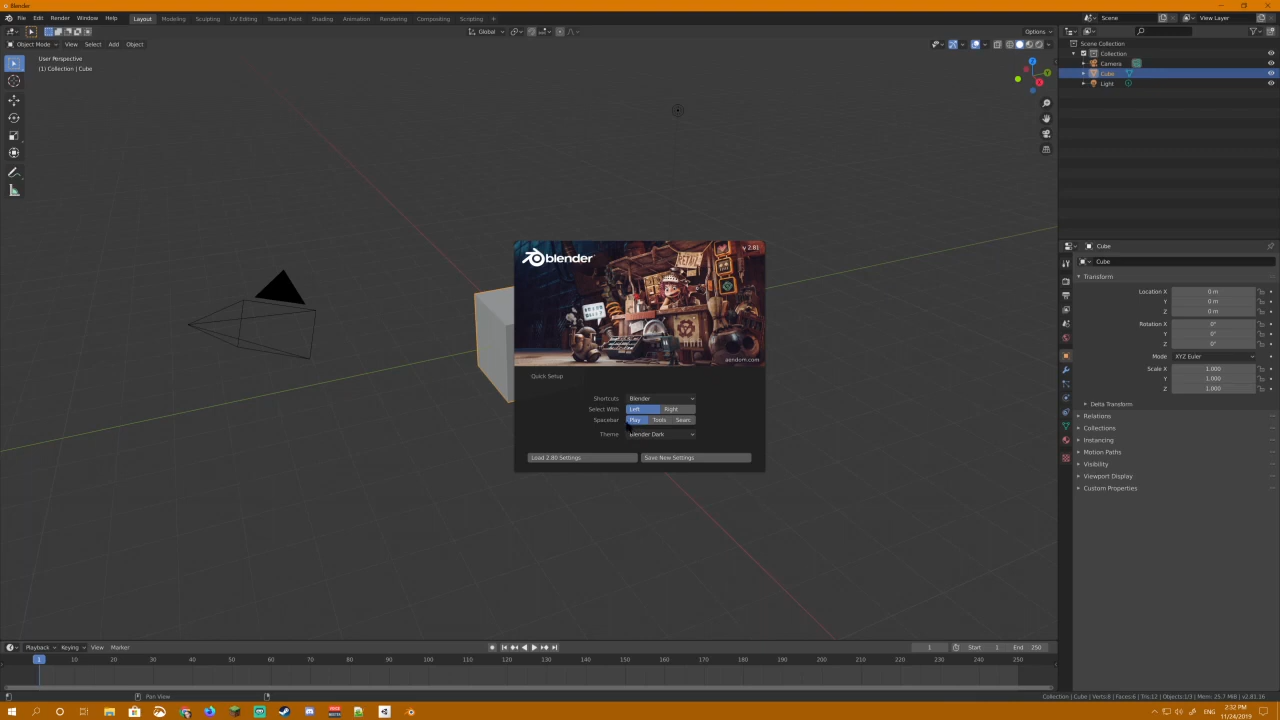 Blender
File Edit Render Window Help Layout Modeling Sculpting UV Editing Texture Paint Shading Animation Rendering Compositing Scripting + Scene View Layer
Global Options
Object Mode View Select Add Object
User Perspective
(1) Collection | Cube
Scene Collection
Collection
Camera
Cube
Light
Z
Y
X
blender
v 2.81
aendom.com
Quick Setup
Shortcuts Blender
Select With Left Right
Spacebar Play Tools Searc
Theme Blender Dark
Load 2.80 Settings Save New Settings
Cube
Cube
Transform
Location X 0 m
Y 0 m
Z 0 m
Rotation X 0°
Y 0°
Z 0°
Mode XYZ Euler
Scale X 1.000
Y 1.000
Z 1.000
Delta Transform
Relations
Collections
Instancing
Motion Paths
Visibility
Viewport Display
Custom Properties
Playback Keying View Marker 1 Start 1 End 250
1 10 20 30 40 50 60 70 80 90 100 110 120 130 140 150 160 170 180 190 200 210 220 230 240 250
Pan View
Collection | Cube | Verts:8 | Faces:6 | Tris:12 | Objects:1/3 | Mem: 25.7 MiB | v2.81.16
ENG
2:32 PM
11/24/2019